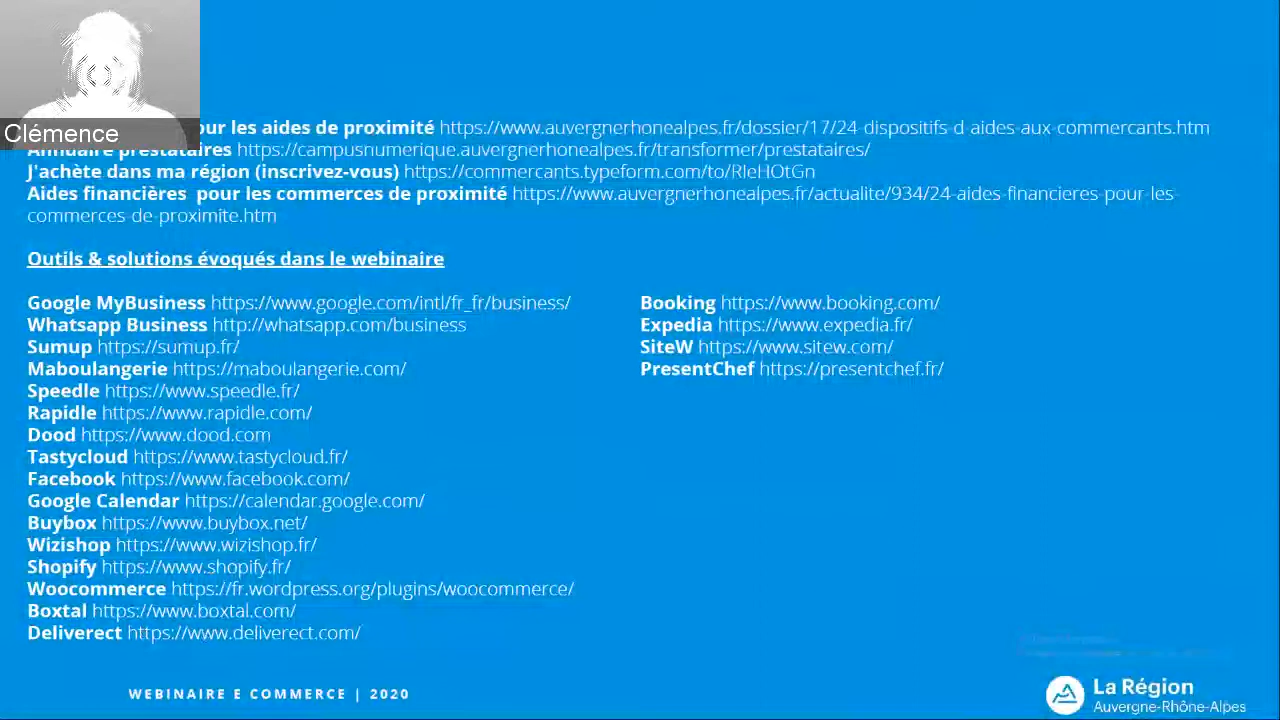 Clémence
our les aides de proximité https://www.auvergnerhonealpes.fr/dossier/17/24-dispositifs-d-aides-aux-commercants.htm
Annuaire prestataires https://campusnumerique.auvergnerhonealpes.fr/transformer/prestataires/
J'achète dans ma région (inscrivez-vous) https://commercants.typeform.com/to/RleHOtGn
Aides financières pour les commerces de proximité https://www.auvergnerhonealpes.fr/actualite/934/24-aides-financieres-pour-les-
commerces-de-proximite.htm
Outils & solutions évoqués dans le webinaire
Google MyBusiness https://www.google.com/intl/fr_fr/business/
Whatsapp Business http://whatsapp.com/business
Sumup https://sumup.fr/
Maboulangerie https://maboulangerie.com/
Speedle https://www.speedle.fr/
Rapidle https://www.rapidle.com/
Dood https://www.dood.com
Tastycloud https://www.tastycloud.fr/
Facebook https://www.facebook.com/
Google Calendar https://calendar.google.com/
Buybox https://www.buybox.net/
Wizishop https://www.wizishop.fr/
Shopify https://www.shopify.fr/
Woocommerce https://fr.wordpress.org/plugins/woocommerce/
Boxtal https://www.boxtal.com/
Deliverect https://www.deliverect.com/
Booking https://www.booking.com/
Expedia https://www.expedia.fr/
SiteW https://www.sitew.com/
PresentChef https://presentchef.fr/
WEBINAIRE E COMMERCE | 2020
La Région
Auvergne-Rhône-Alpes